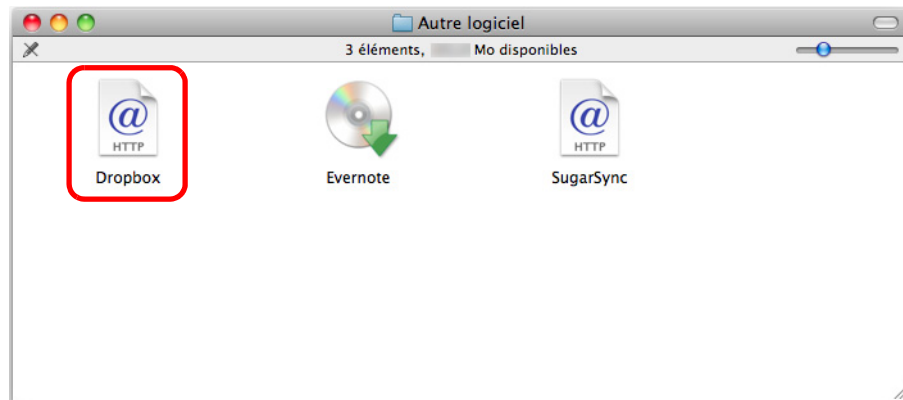 Autre logiciel
3 éléments, Mo disponibles
@ @
HTTP HTTP
Dropbox Evernote SugarSync